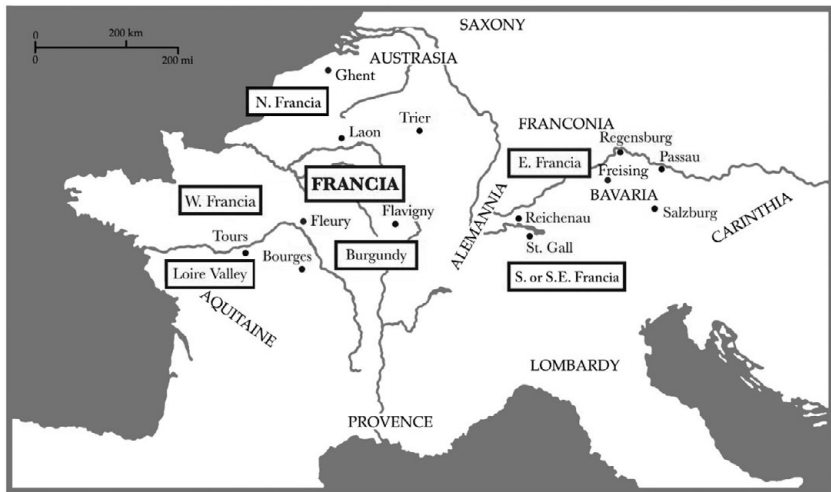 SAXONY
0 200 km
0 200 mi
AUSTRASIA
Ghent
N. Francia
Trier
FRANCONIA
Laon
Regensburg
E. Francia
Passau
Freising
FRANCIA
BAVARIA
W. Francia
ALEMANNIA
CARINTHIA
Salzburg
Flavigny
Reichenau
Fleury
Tours
St. Gall
Bourges
Burgundy
Loire Valley
S. or S.E. Francia
AQUITAINE
LOMBARDY
PROVENCE